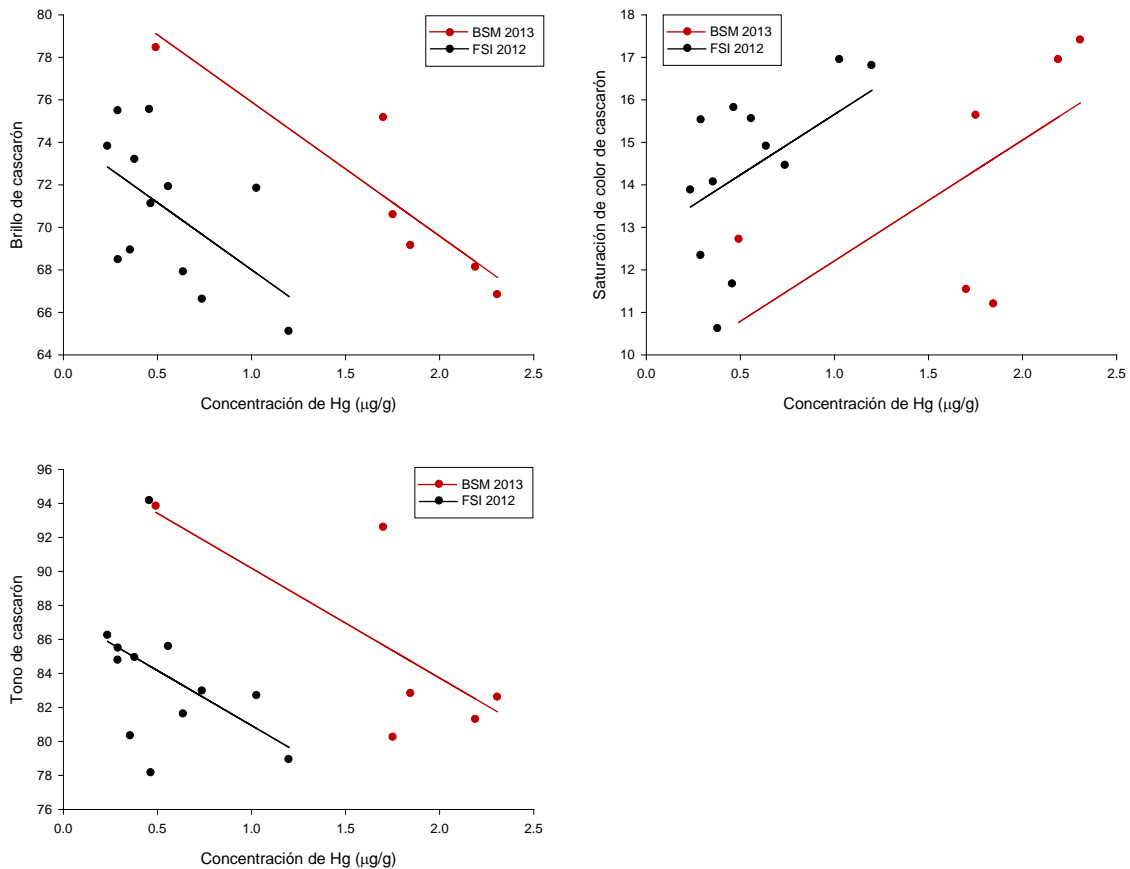 80
78
76
74
72
70
68
66
64
Brillo de cascarón
BSM 2013
FSI 2012
0.0 0.5 1.0 1.5 2.0 2.5
Concentración de Hg (μg/g)
18
17
16
15
14
13
12
11
10
Saturación de color de cascarón
BSM 2013
FSI 2012
0.0 0.5 1.0 1.5 2.0 2.5
Concentración de Hg (μg/g)
96
94
92
90
88
86
84
82
80
78
76
Tono de cascarón
BSM 2013
FSI 2012
0.0 0.5 1.0 1.5 2.0 2.5
Concentración de Hg (μg/g)